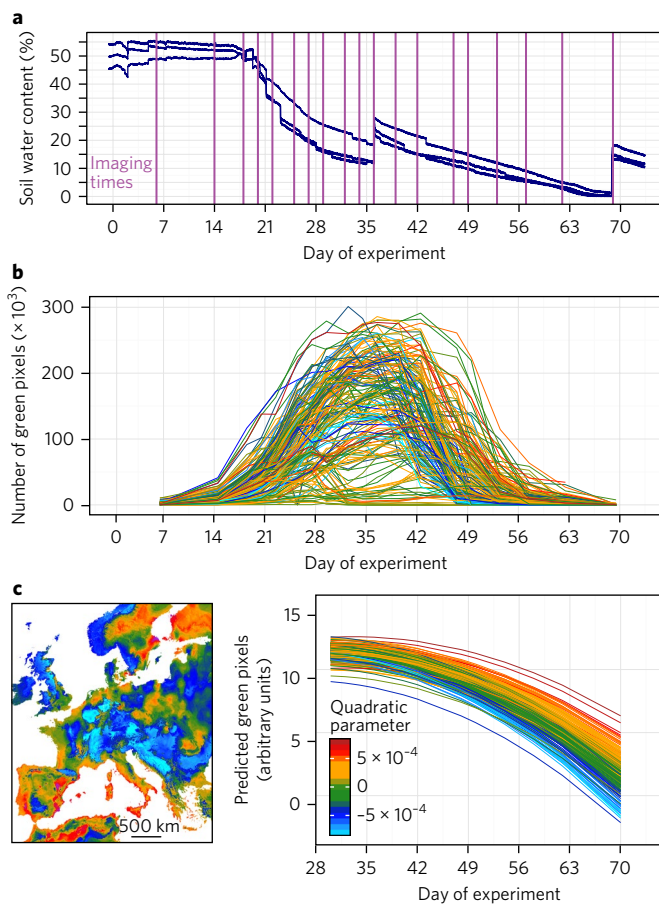 a
Soil water content (%)
50
40
30
20
10
0
Imaging
times
0 7 14 21 28 35 42 49 56 63 70
Day of experiment
b
Number of green pixels (×10³)
300
200
100
0
0 7 14 21 28 35 42 49 56 63 70
Day of experiment
c
500 km
Predicted green pixels
(arbitrary units)
15
10
5
0
Quadratic
parameter
5 × 10⁻⁴
0
–5 × 10⁻⁴
28 35 42 49 56 63 70
Day of experiment